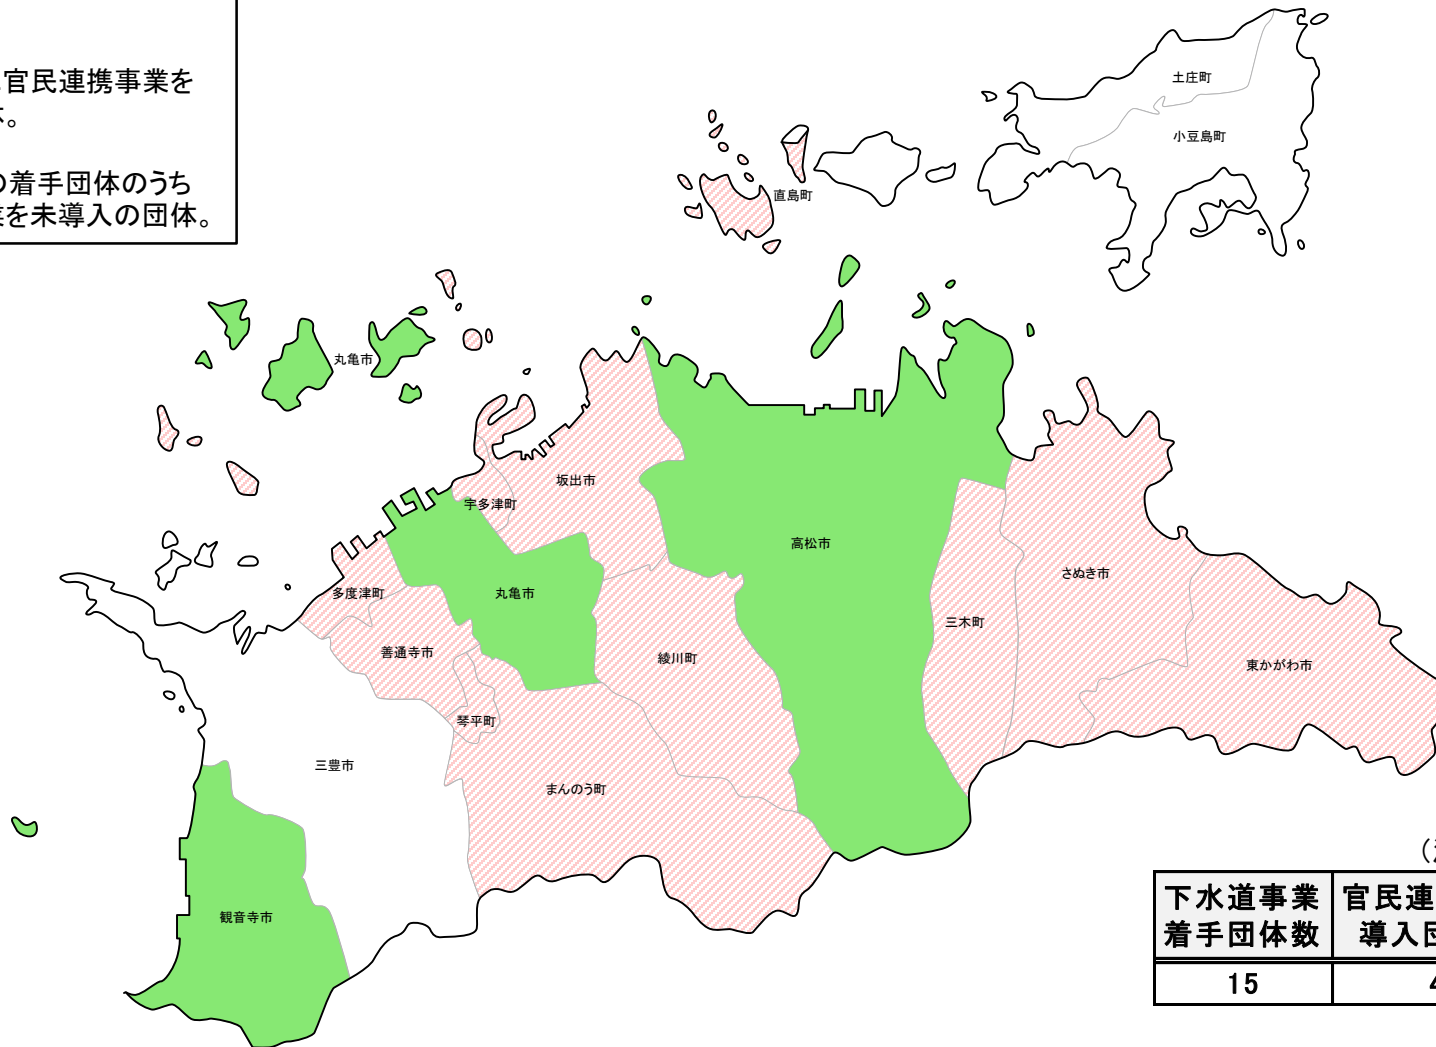 官民連携事業を
。
着手団体のうち
を未導入の団体。
土庄町
小豆島町
直島町
丸亀市
坂出市
宇多津町
高松市
さぬき市
多度津町
丸亀市
三木町
善通寺市
綾川町
東かがわ市
琴平町
三豊市
まんのう町
観音寺市
下水道事業
着手団体数
官民連
導入団
15
4